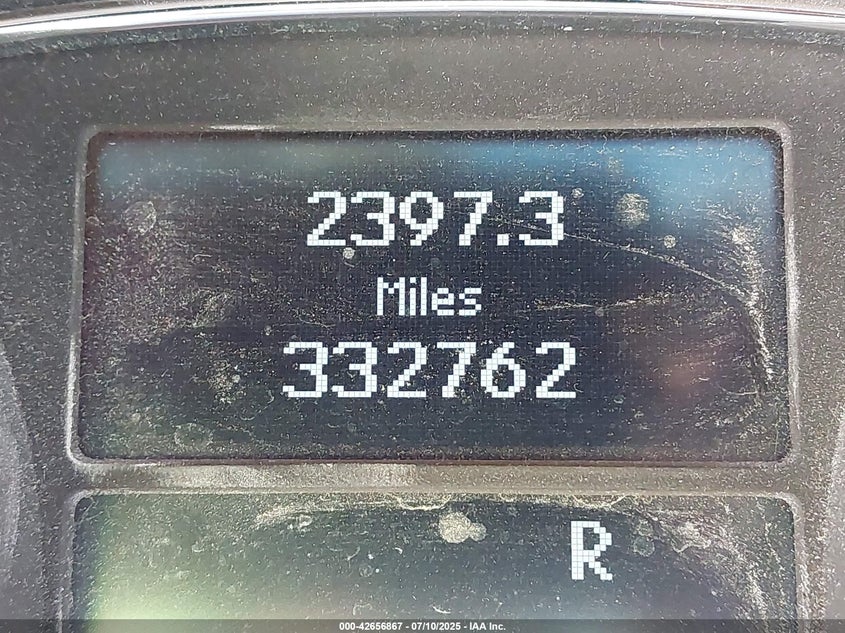 2397.3
Miles
332762
R
000-42656867 - 07/10/2025 - IAA Inc.